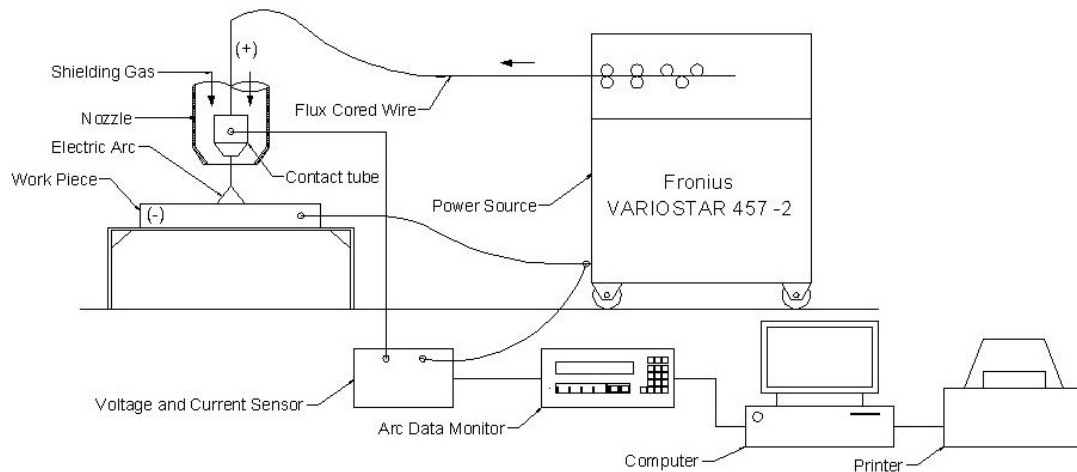 (+)
Shielding Gas
Flux Cored Wire
Nozzle
Electric Arc
Contact tube
Work Piece
(-)
Power Source
Fronius
VARIOSTAR 457 -2
Voltage and Current Sensor
Arc Data Monitor
Computer
Printer